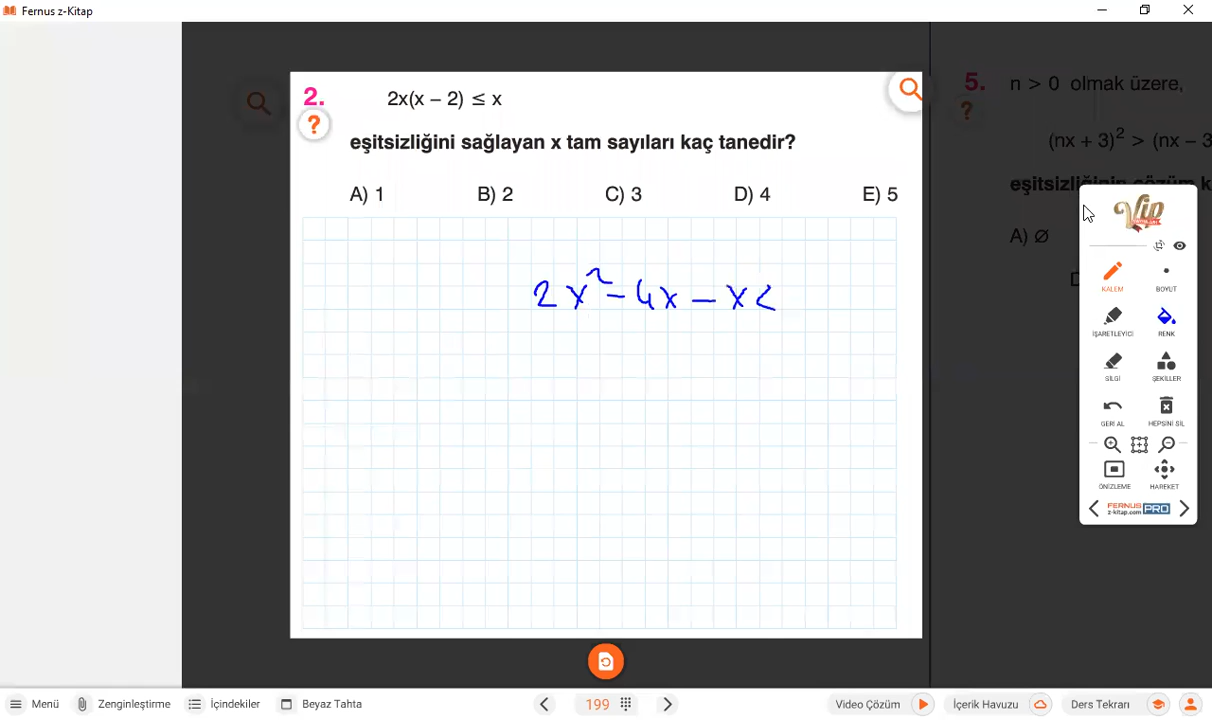 Fernus z-Kitap
2.
?
2x(x – 2) ≤ x
eşitsizliğini sağlayan x tam sayıları kaç tanedir?
A) 1 B) 2 C) 3 D) 4 E) 5
2x² - 4x - x <
5. n > 0 olmak üzere,
?
(nx + 3)² > (nx – 3
eşitsizliğinin çözüm k
A) ∅
D
Vip
KALEM BOYUT
İŞARETLEYİCİ RENK
SİLGİ ŞEKİLLER
GERİ AL HEPSİNİ SİL
ÖNİZLEME HAREKET
FERNUS z-kitap.com PRO
Menü Zenginleştirme İçindekiler Beyaz Tahta 199 Video Çözüm İçerik Havuzu Ders Tekrarı